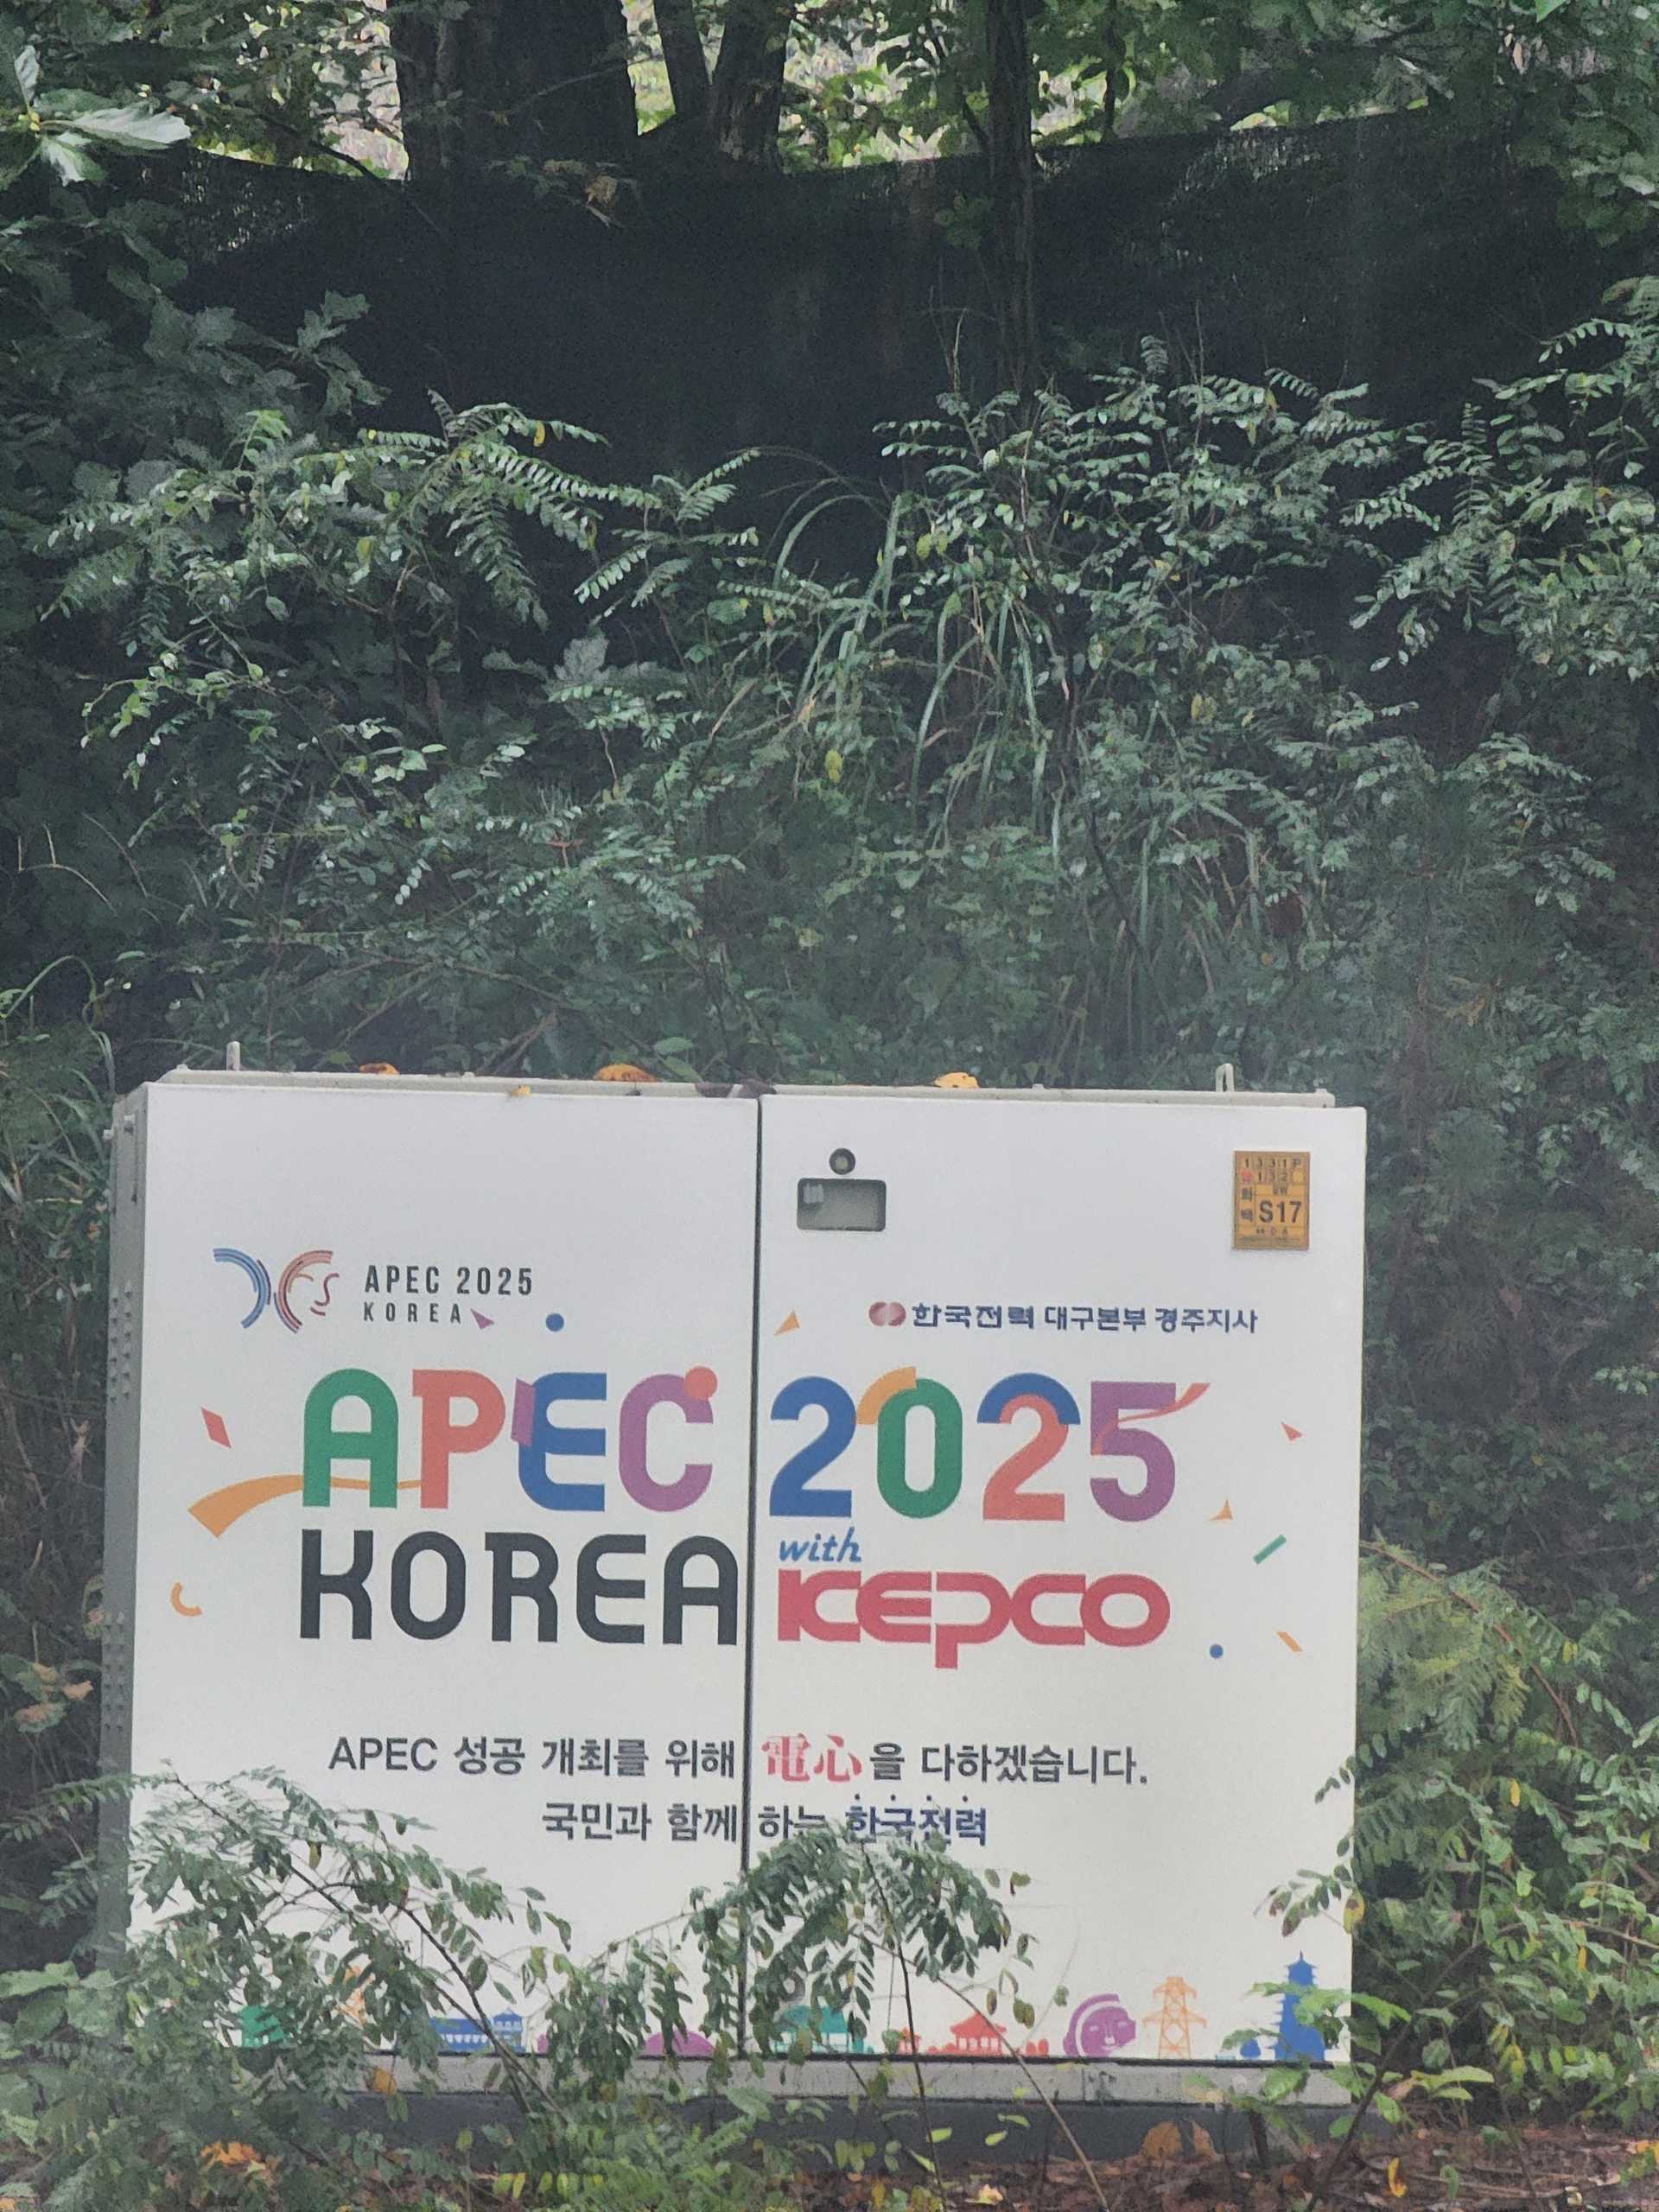 APEC 2025
KOREA
한국전력 대구본부 경주지사
APEC 2025
KOREA with KEPCO
APEC 성공 개최를 위해 電心을 다하겠습니다.
국민과 함께 하는 한국전력
S17